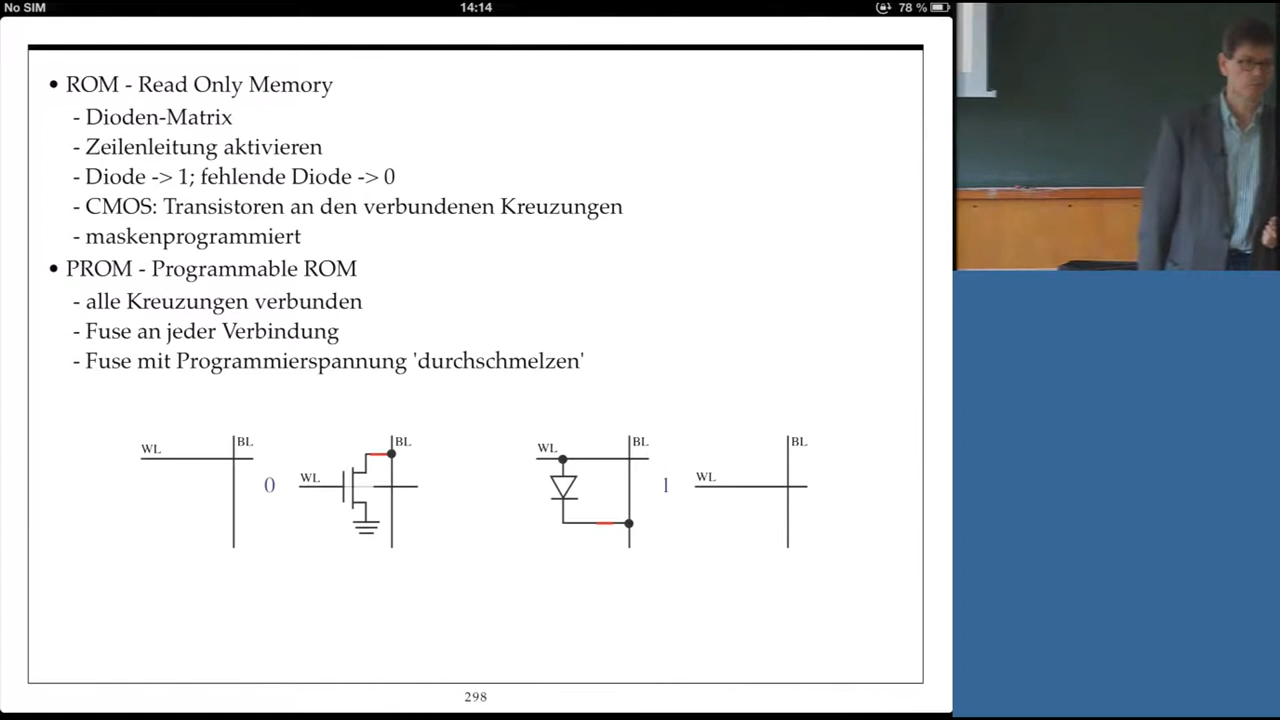 No SIM 14:14 78 %
• ROM - Read Only Memory
- Dioden-Matrix
- Zeilenleitung aktivieren
- Diode -> 1; fehlende Diode -> 0
- CMOS: Transistoren an den verbundenen Kreuzungen
- maskenprogrammiert
• PROM - Programmable ROM
- alle Kreuzungen verbunden
- Fuse an jeder Verbindung
- Fuse mit Programmierspannung 'durchschmelzen'
WL BL BL WL BL BL
0 WL 1 WL
298